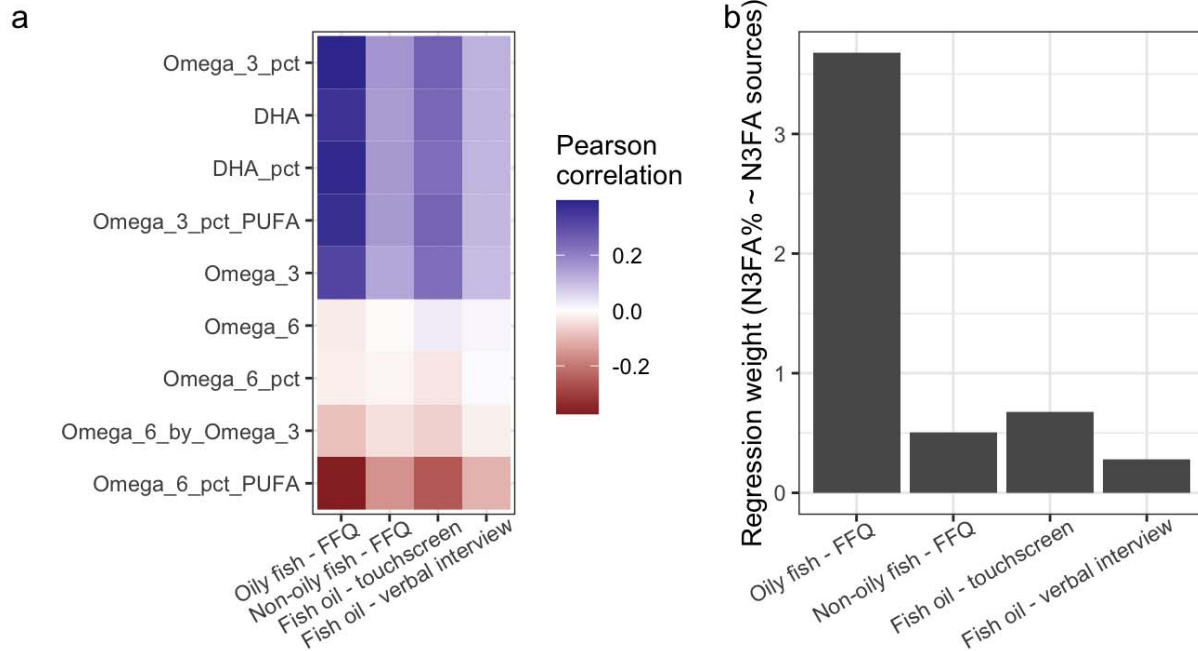 a
Omega_3_pct
DHA
DHA_pct
Omega_3_pct_PUFA
Omega_3
Omega_6
Omega_6_pct
Omega_6_by_Omega_3
Omega_6_pct_PUFA
Oily fish - FFQ
Non-oily fish - FFQ
Fish oil - touchscreen
Fish oil - verbal interview
Pearson
correlation
0.2
0.0
-0.2
b
Regression weight (N3FA% ~ N3FA sources)
3
2
1
0
Oily fish - FFQ
Non-oily fish - FFQ
Fish oil - touchscreen
Fish oil - verbal interview